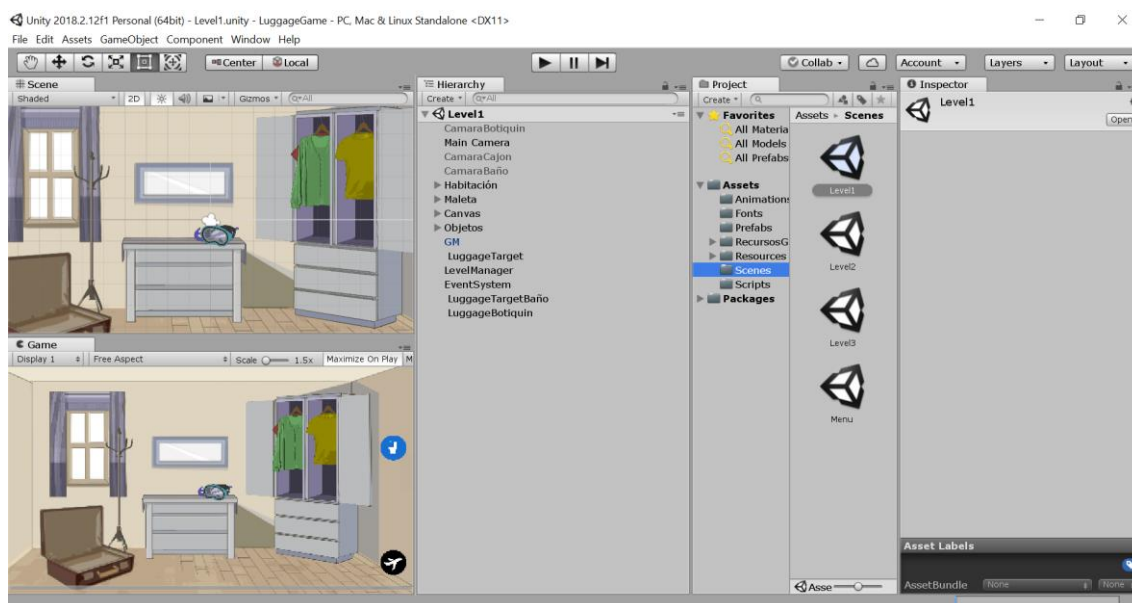 Unity 2018.2.12f1 Personal (64bit) - Level1.unity - LuggageGame - PC, Mac & Linux Standalone <DX11>
File Edit Assets GameObject Component Window Help
Center Local Collab Account Layers Layout
Scene
Shaded 2D Gizmos All
Hierarchy
Create All
Level1
CamaraBotiquin
Main Camera
CamaraCajon
CamaraBaño
Habitación
Maleta
Canvas
Objetos
GM
LuggageTarget
LevelManager
EventSystem
LuggageTargetBaño
LuggageBotiquin
Project
Create
Favorites
All Materia
All Models
All Prefabs
Assets
Animation
Fonts
Prefabs
RecursosG
Resources
Scenes
Scripts
Packages
Assets Scenes
Level1
Level2
Level3
Menu
Asse
Inspector
Level1
Open
Asset Labels
AssetBundle None None
Game
Display 1 Free Aspect Scale 1.5x Maximize On Play M